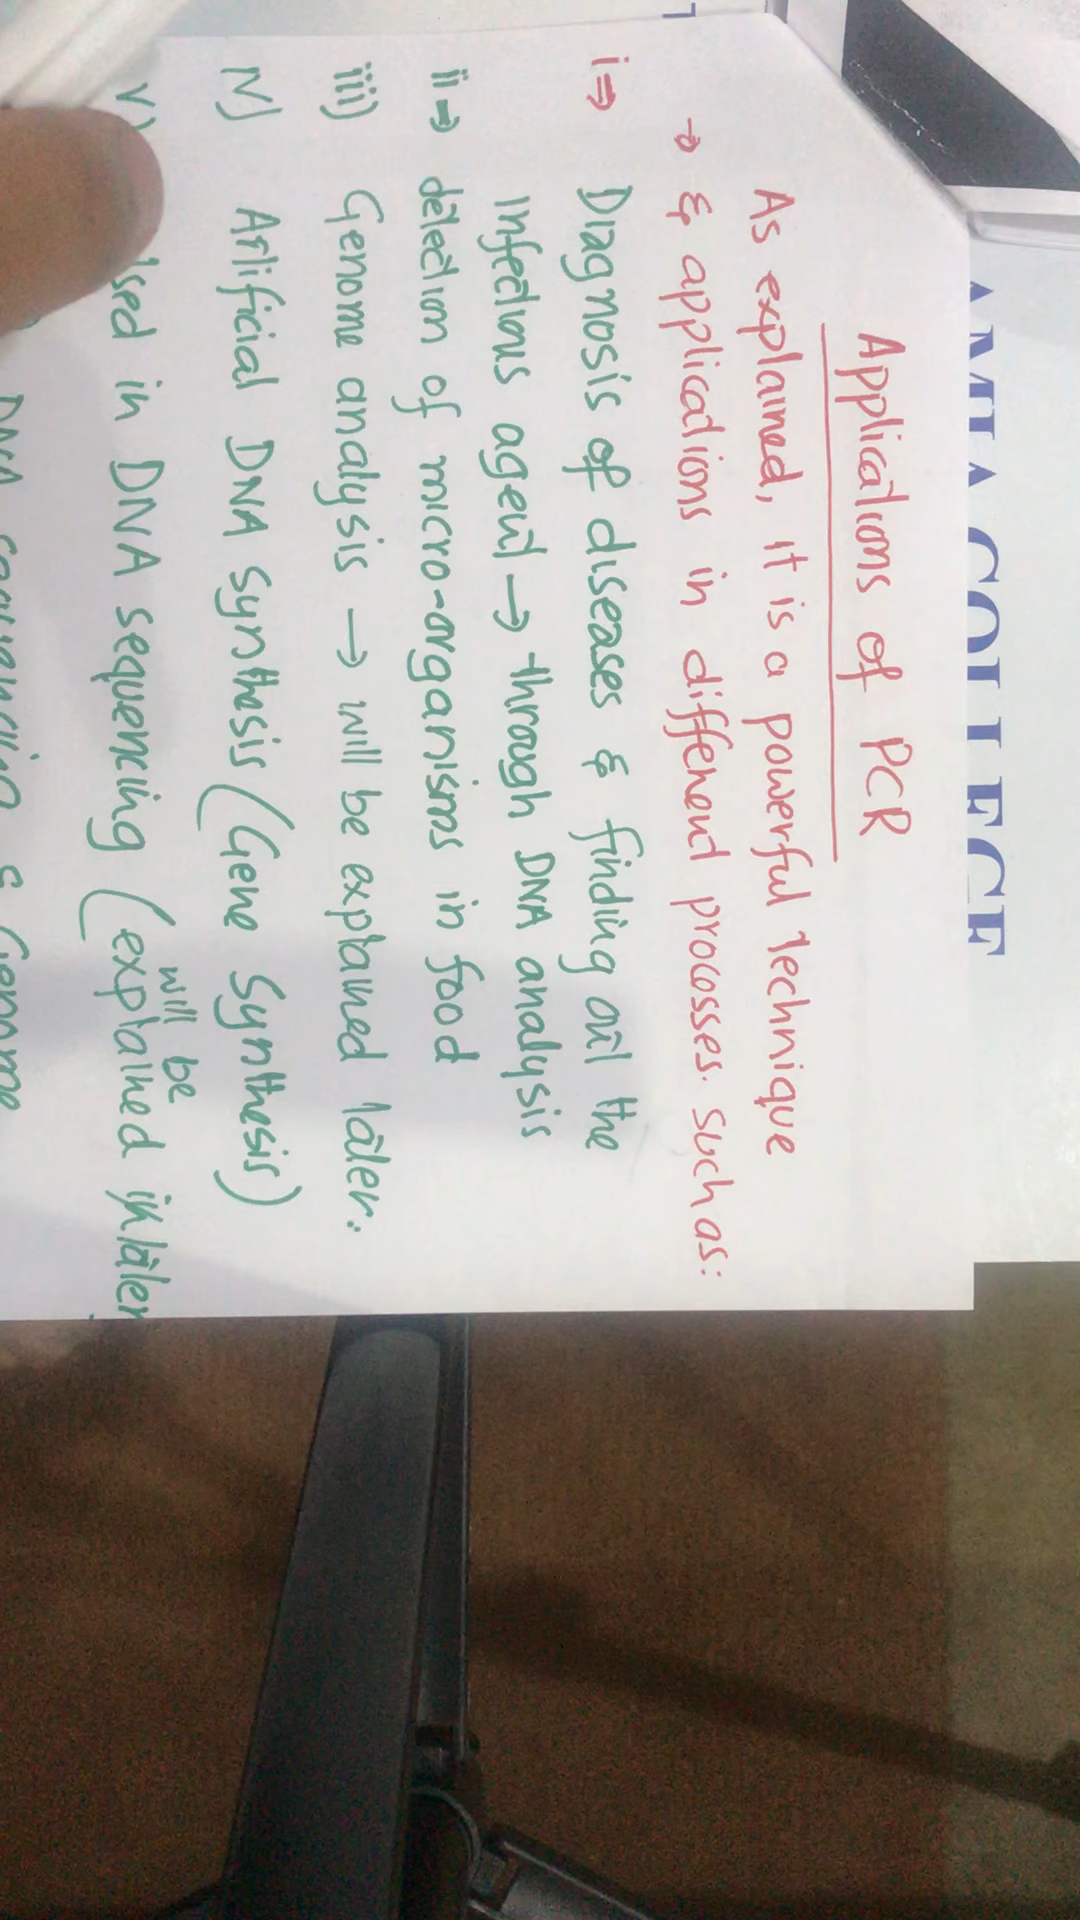 Applications of PCR
As explained, it is a powerful technique
→ & applications in different processes. such as:
i⇒ Diagnosis of diseases & finding out the
infectious agent → through DNA analysis
ii⇒ detection of micro-organisms in food
iii) Genome analysis → will be explained later.
iv) Artificial DNA synthesis (Gene Synthesis)
v) in DNA sequencing (will be explained in later
COLLEGE